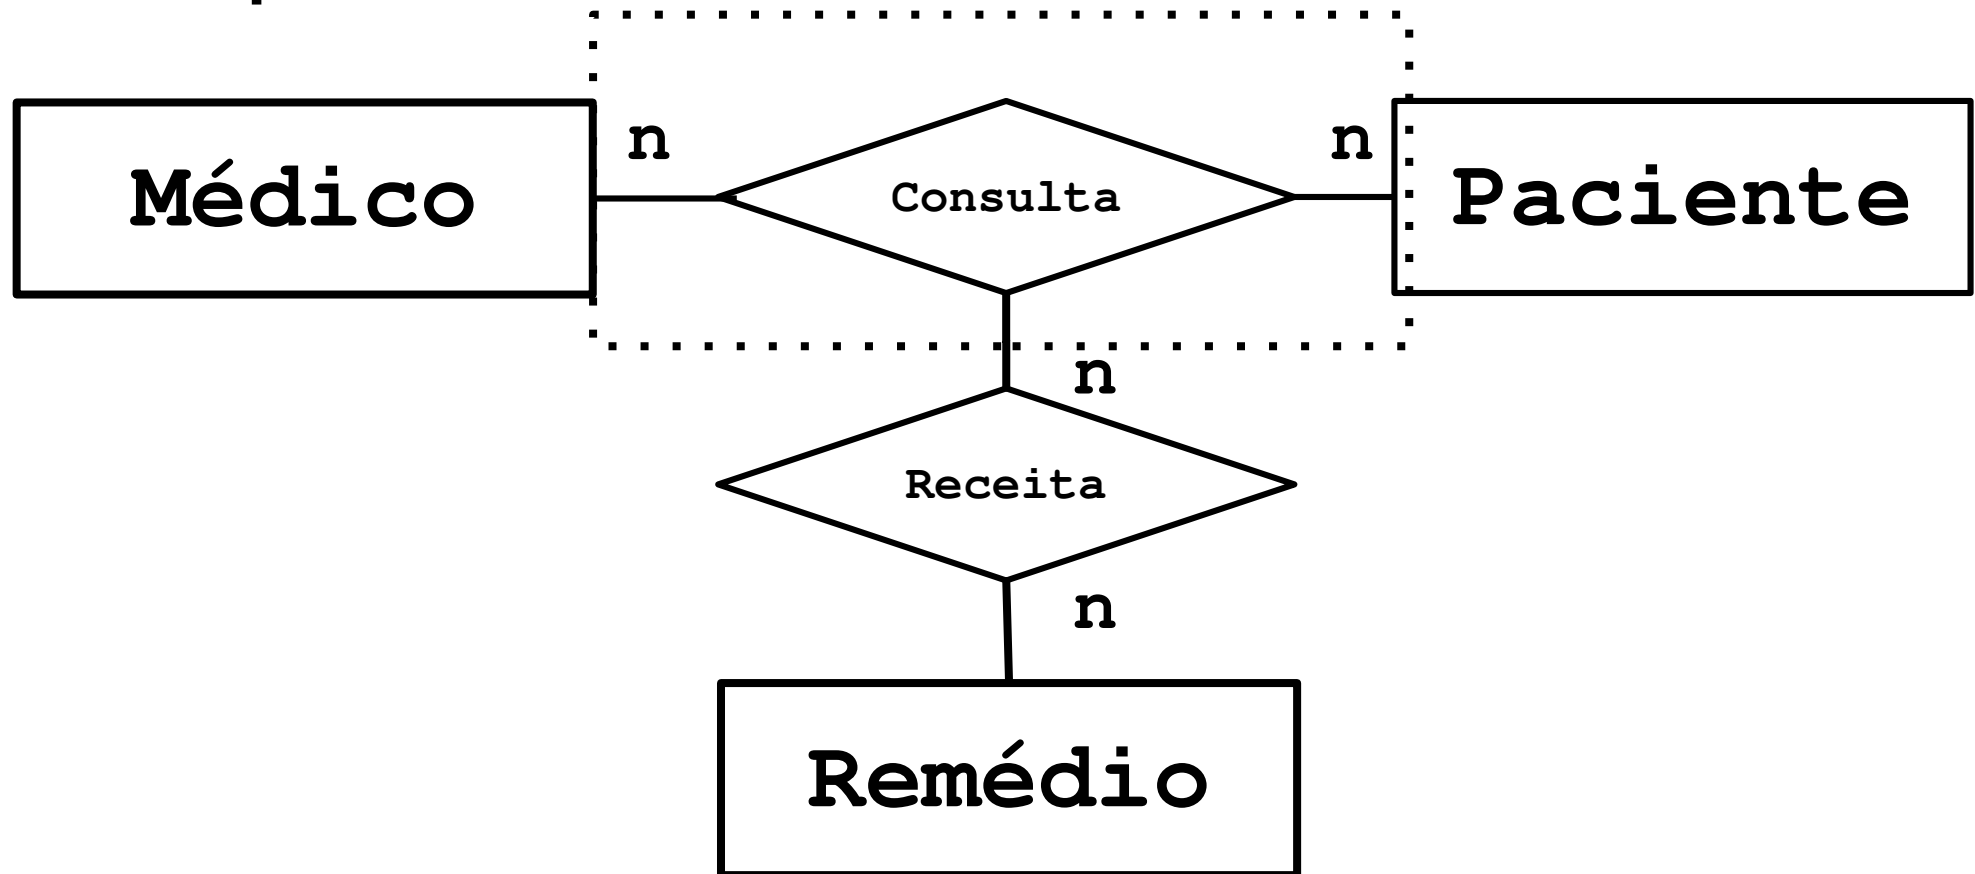 n
n
Médico
Consulta
Paciente
n
Receita
n
Remédio